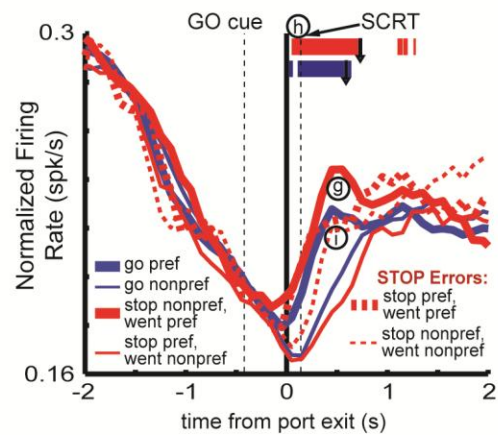 GO cue
h
SCRT
0.3
Normalized Firing
Rate (spk/s)
g
i
go pref
go nonpref
stop nonpref,
went pref
stop pref,
went nonpref
STOP Errors:
stop pref,
went pref
stop nonpref,
went nonpref
0.16
-2
-1
0
1
2
time from port exit (s)